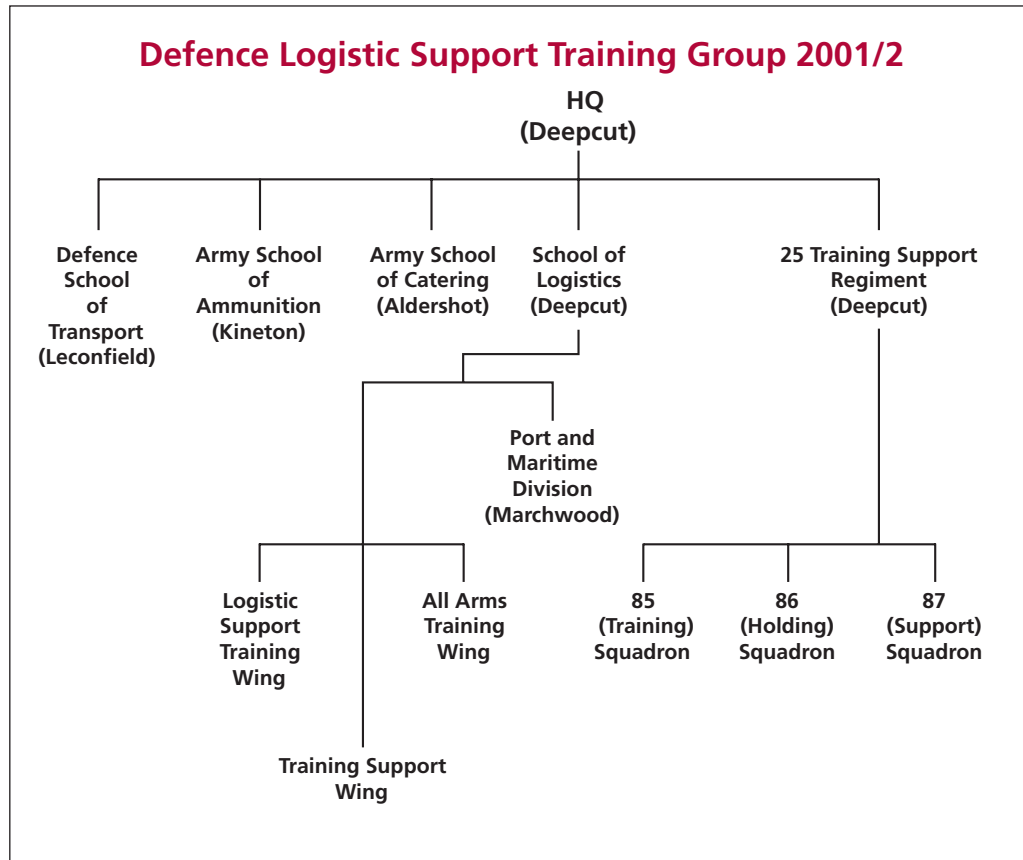 Defence Logistic Support Training Group 2001/2
HQ
(Deepcut)
Defence
School
of
Transport
(Leconfield)
Army School
of
Ammunition
(Kineton)
Army School
of Catering
(Aldershot)
School of
Logistics
(Deepcut)
25 Training Support
Regiment
(Deepcut)
Port and
Maritime
Division
(Marchwood)
Logistic
Support
Training
Wing
All Arms
Training
Wing
85
(Training)
Squadron
86
(Holding)
Squadron
87
(Support)
Squadron
Training Support
Wing